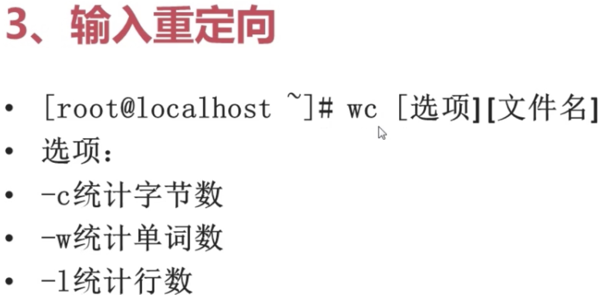 3、输入重定向
• [root@localhost ~]# wc [选项][文件名]
• 选项：
• -c统计字节数
• -w统计单词数
• -l统计行数